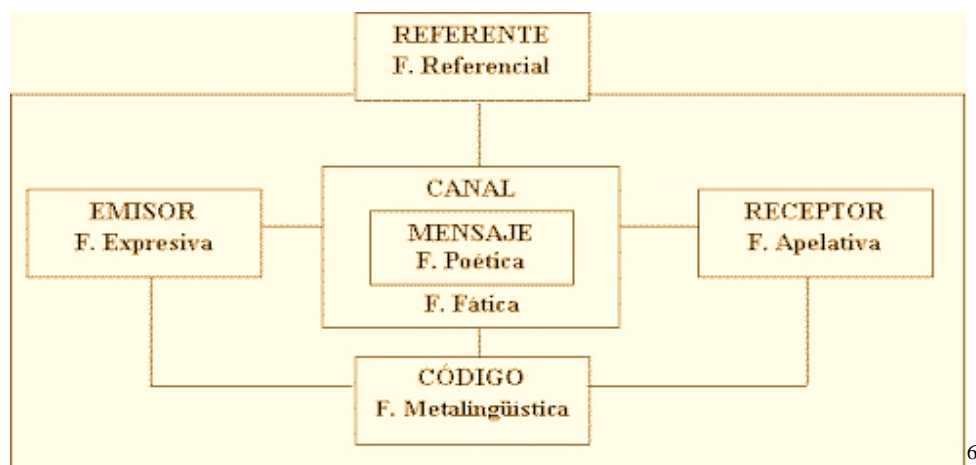 REFERENTE
F. Referencial
CANAL
EMISOR
F. Expresiva
MENSAJE
F. Poética
RECEPTOR
F. Apelativa
F. Fática
CÓDIGO
F. Metalingüística
6